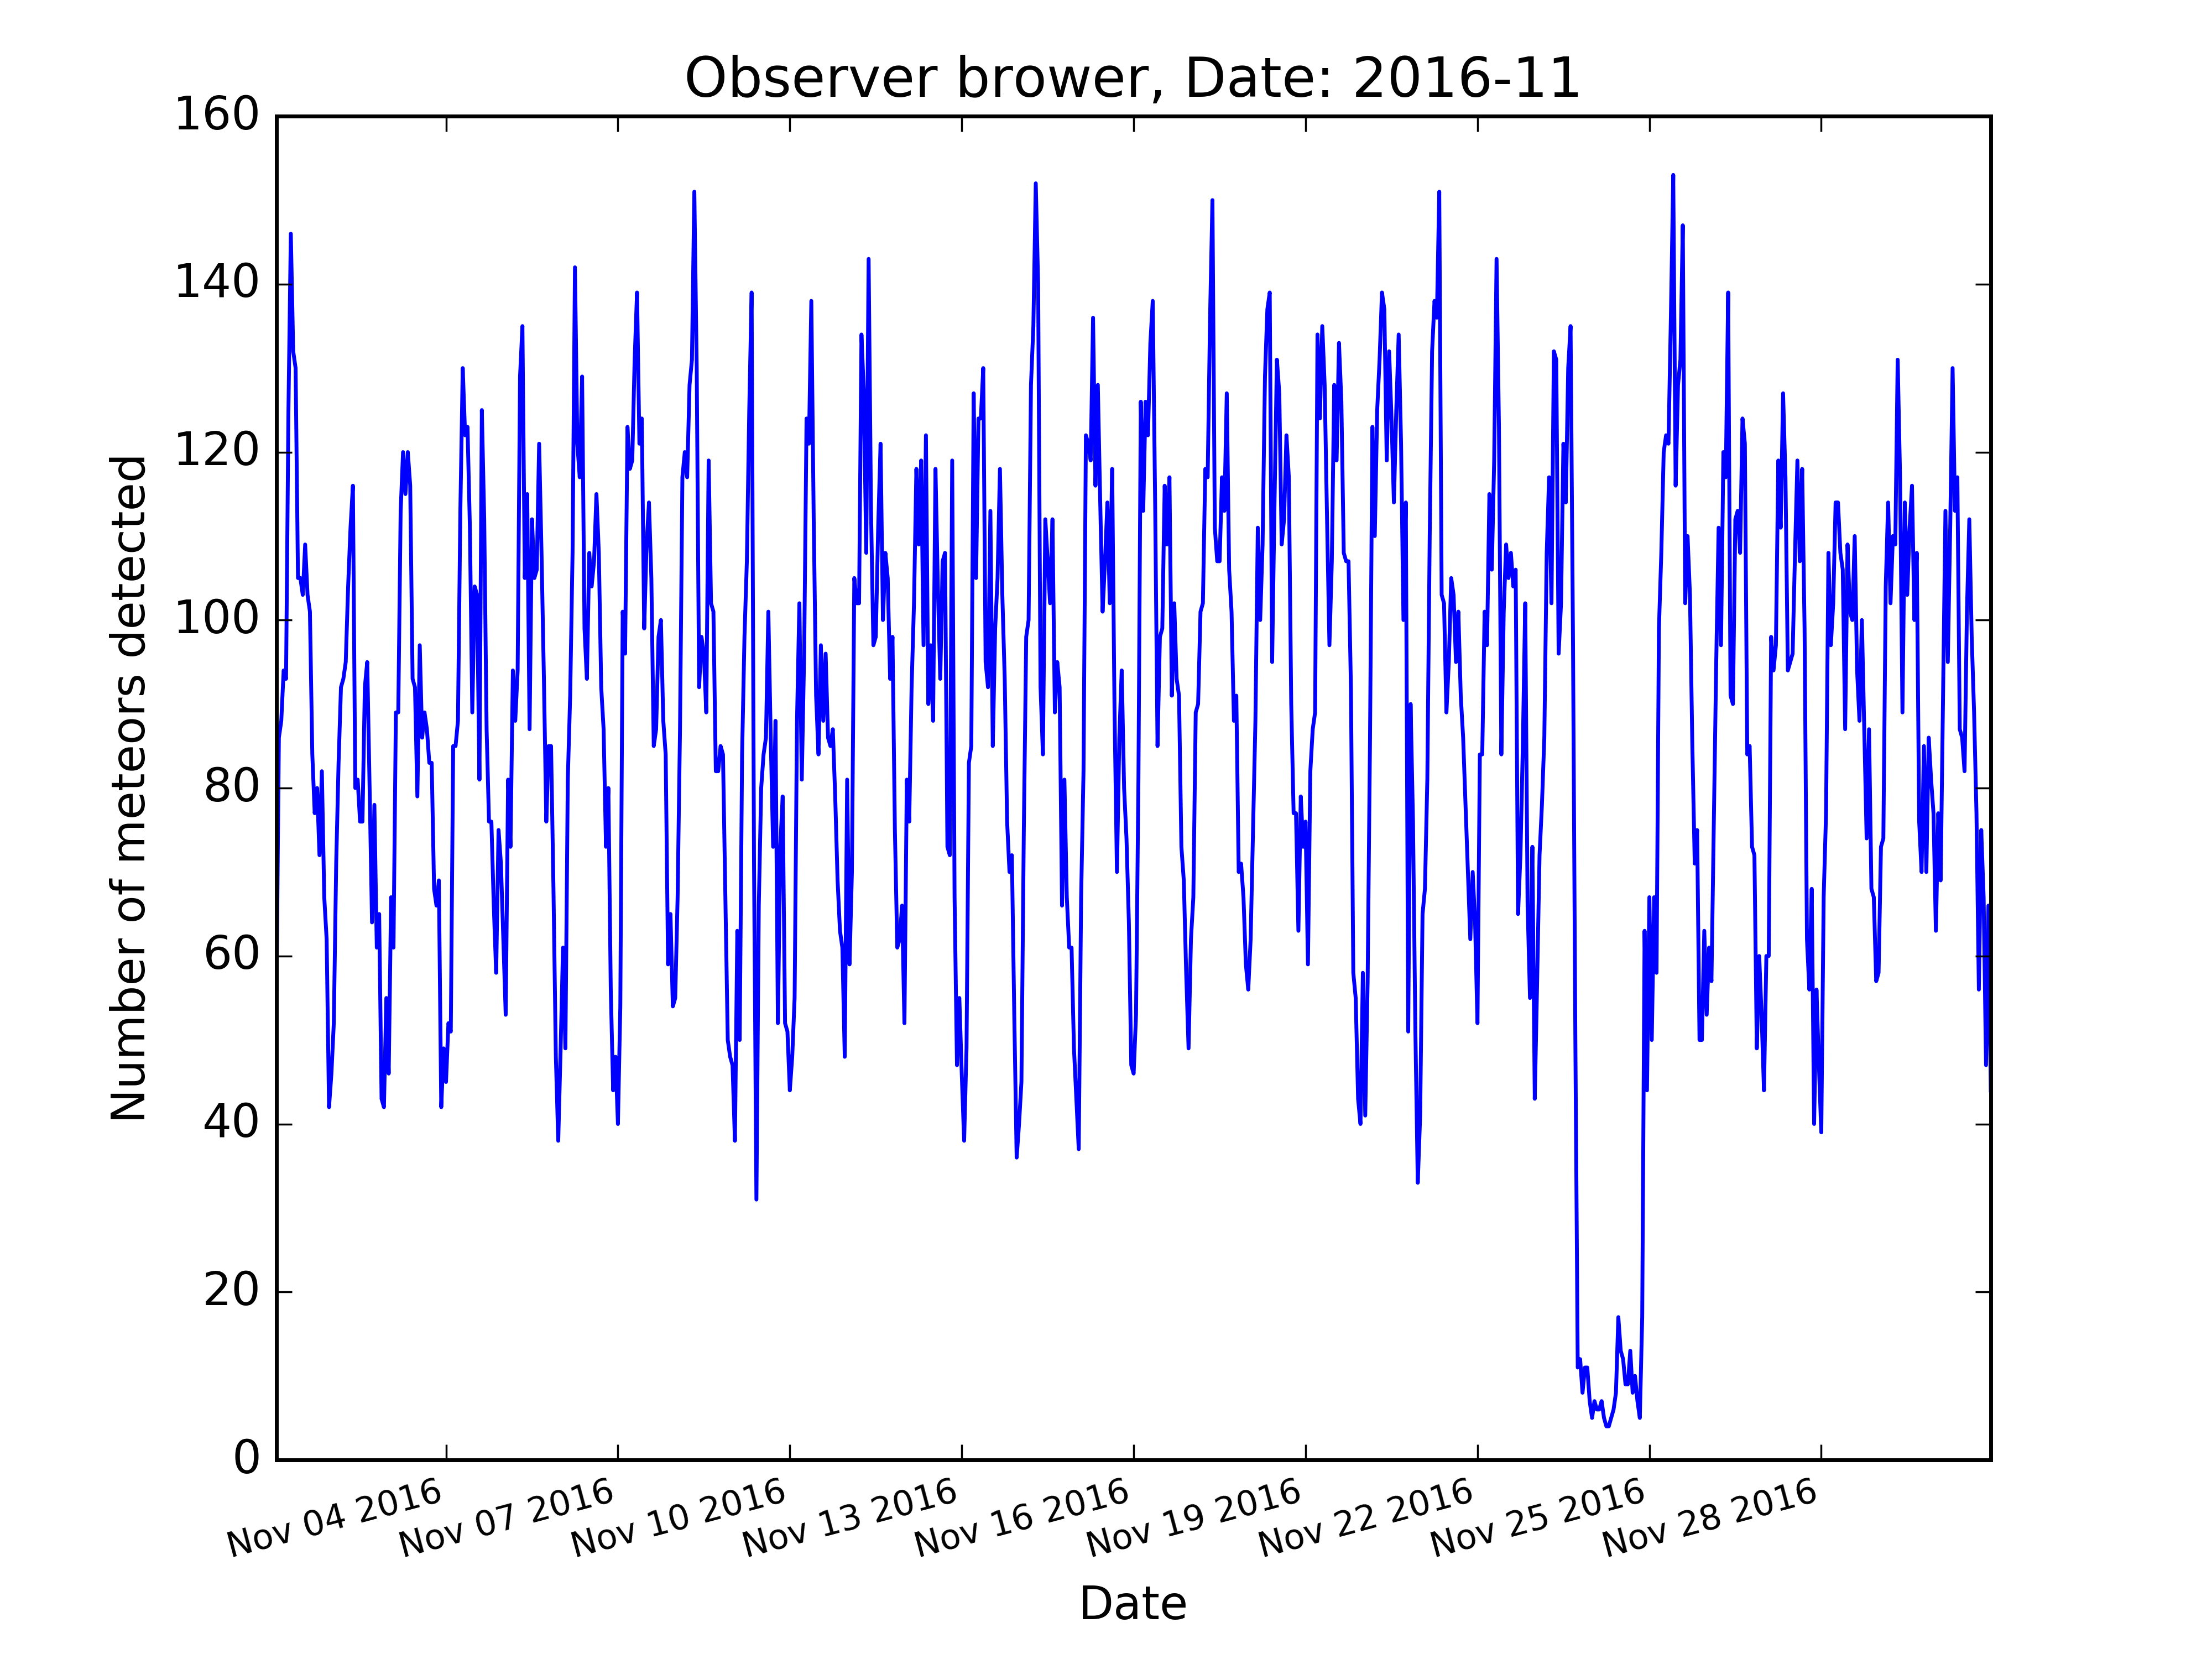 Observer brower, Date: 2016-11
Number of meteors detected
160
140
120
100
80
60
40
20
0
Nov 04 2016
Nov 07 2016
Nov 10 2016
Nov 13 2016
Nov 16 2016
Nov 19 2016
Nov 22 2016
Nov 25 2016
Nov 28 2016
Date